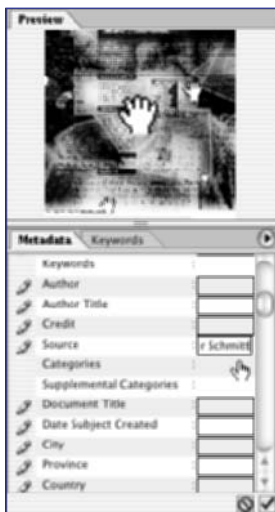 Preview
Metadata Keywords
Keywords
Author
Author Title
Credit
Source r Schmitt
Categories
Supplemental Categories
Document Title
Date Subject Created
City
Province
Country